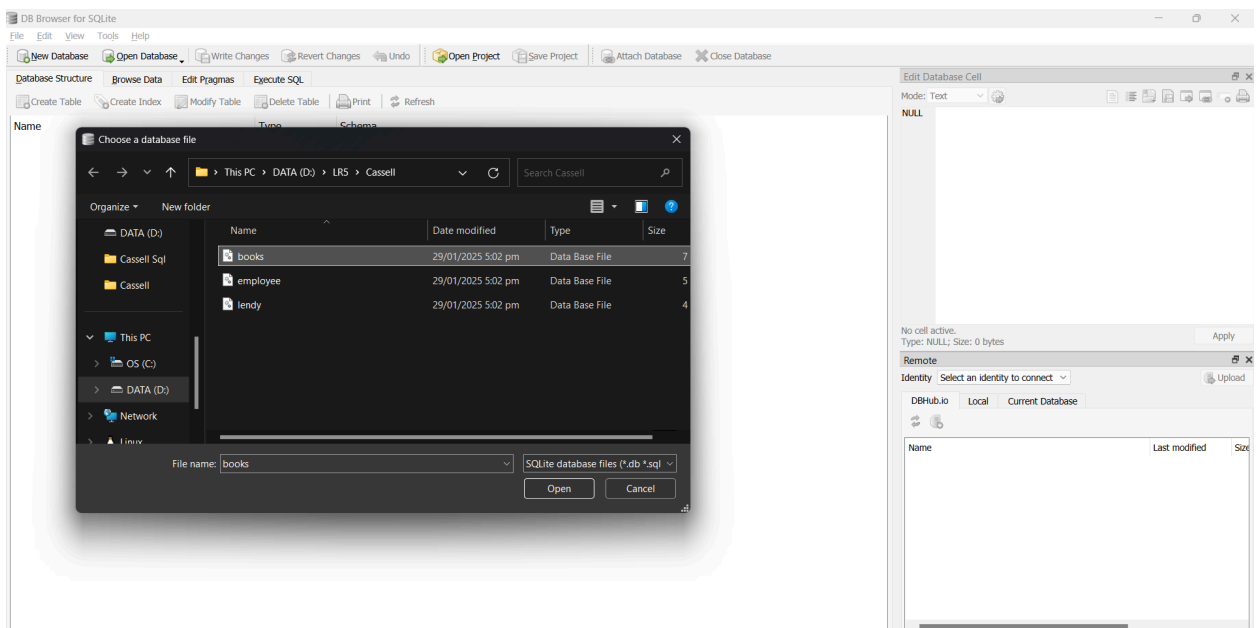 DB Browser for SQLite
File Edit View Tools Help
New Database Open Database Write Changes Revert Changes Undo Open Project Save Project Attach Database Close Database
Database Structure Browse Data Edit Pragmas Execute SQL
Create Table Create Index Modify Table Delete Table Print Refresh
Name Type Schema
Choose a database file
This PC > DATA (D:) > LR5 > Cassell
Search Cassell
Organize New folder
Name Date modified Type Size
books 29/01/2025 5:02 pm Data Base File 7
employee 29/01/2025 5:02 pm Data Base File 5
lendy 29/01/2025 5:02 pm Data Base File 4
DATA (D:)
Cassell Sql
Cassell
This PC
OS (C:)
DATA (D:)
Network
Linux
File name: books SQLite database files (*.db *.sql
Open Cancel
Edit Database Cell
Mode: Text
NULL
No cell active.
Type: NULL; Size: 0 bytes
Apply
Remote
Identity Select an identity to connect Upload
DBHub.io Local Current Database
Name Last modified Size